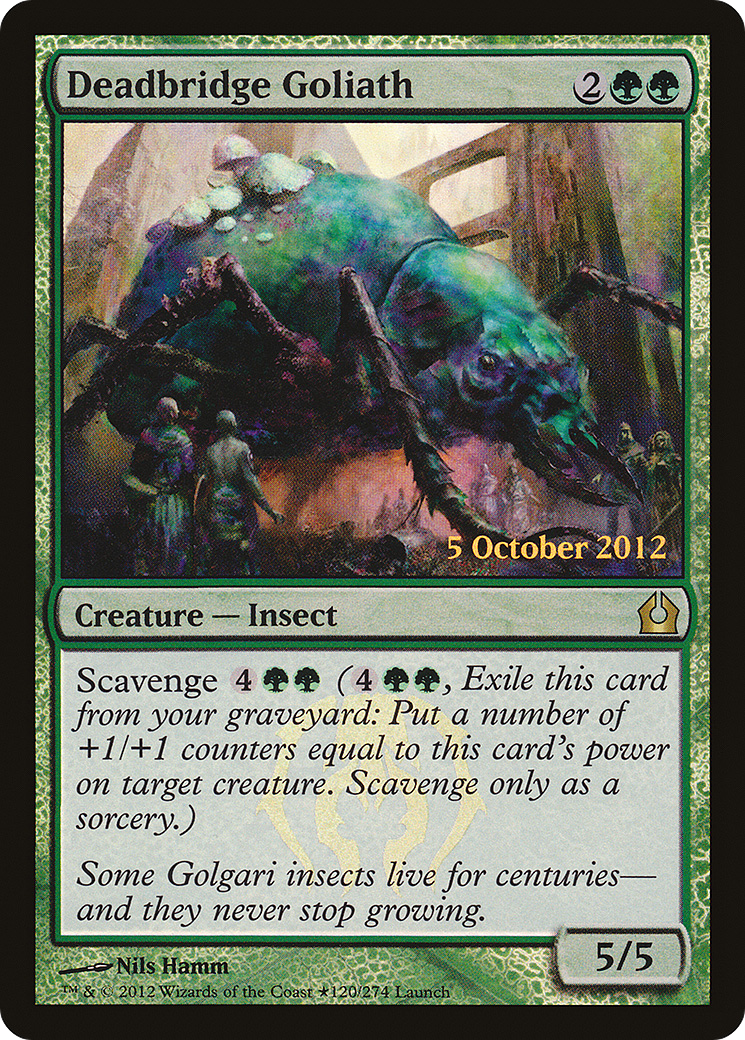 Deadbridge Goliath 2
5 October 2012
Creature — Insect
Scavenge 4 (4, Exile this card
from your graveyard: Put a number of
+1/+1 counters equal to this card's power
on target creature. Scavenge only as a
sorcery.)
Some Golgari insects live for centuries—
and they never stop growing.
5/5
Nils Hamm
™ & © 2012 Wizards of the Coast ★120/274 Launch